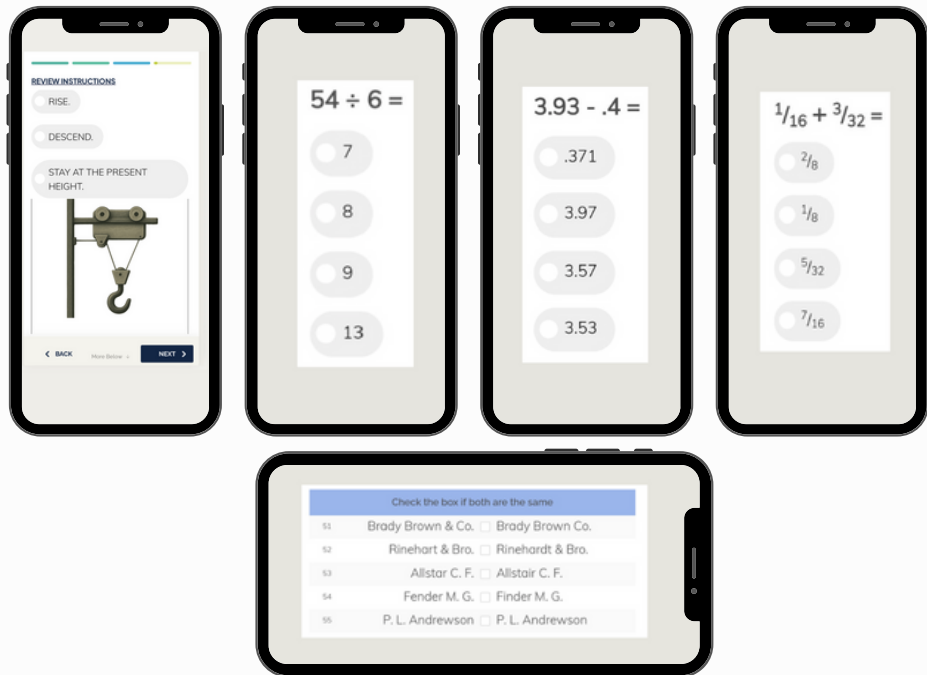 REVIEW INSTRUCTIONS
RISE.
DESCEND.
STAY AT THE PRESENT
HEIGHT.
BACK
More Below
NEXT
54 ÷ 6 =
7
8
9
13
3.93 - .4 =
.371
3.97
3.57
3.53
1/16 + 3/32 =
2/8
1/8
5/32
7/16
Check the box if both are the same
51 Brady Brown & Co. Brady Brown Co.
52 Rinehart & Bro. Rinehardt & Bro.
53 Allstar C. F. Allstair C. F.
54 Fender M. G. Finder M. G.
55 P. L. Andrewson P. L. Andrewson